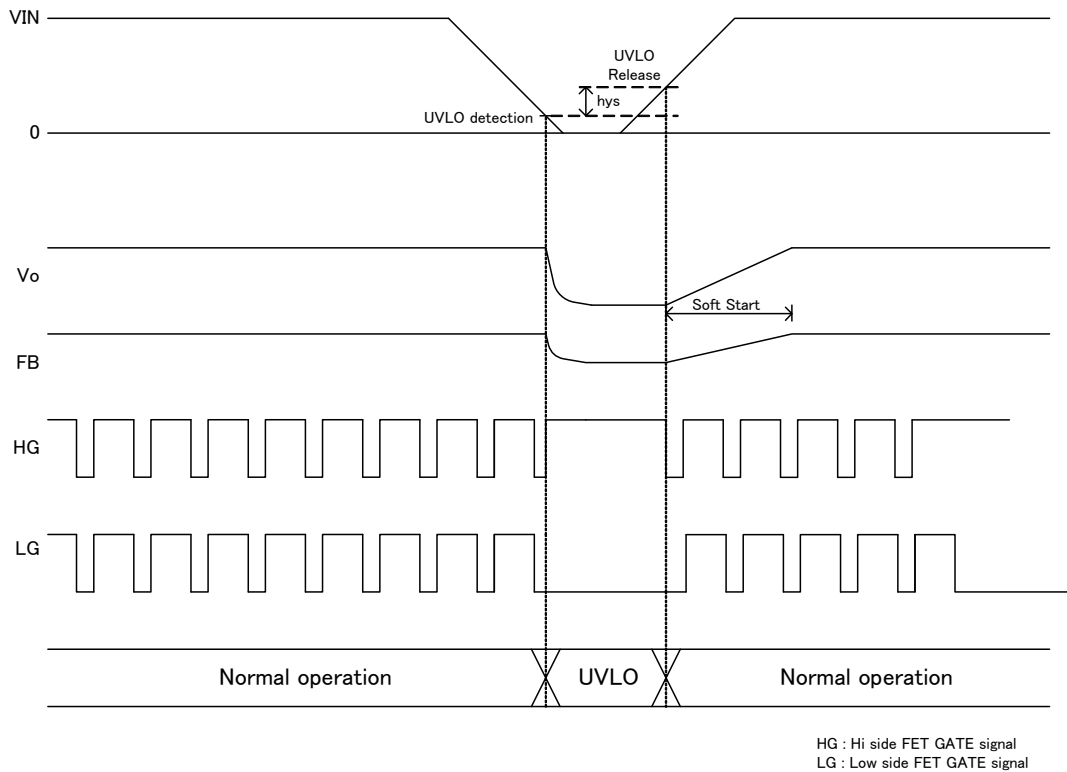 VIN
UVLO
Release
hys
UVLO detection
0
Vo
Soft Start
FB
HG
LG
Normal operation
UVLO
Normal operation
HG : Hi side FET GATE signal
LG : Low side FET GATE signal